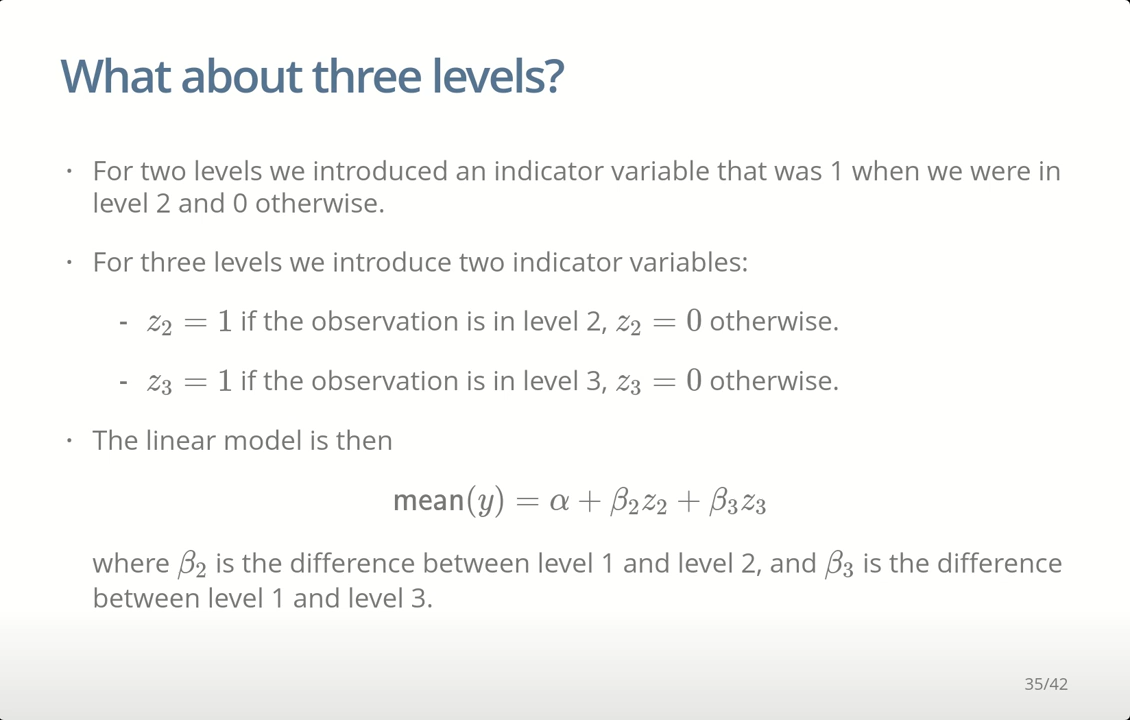 What about three levels?
· For two levels we introduced an indicator variable that was 1 when we were in
level 2 and 0 otherwise.
· For three levels we introduce two indicator variables:
- z₂ = 1 if the observation is in level 2, z₂ = 0 otherwise.
- z₃ = 1 if the observation is in level 3, z₃ = 0 otherwise.
· The linear model is then
mean(y) = α + β₂z₂ + β₃z₃
where β₂ is the difference between level 1 and level 2, and β₃ is the difference
between level 1 and level 3.
35/42